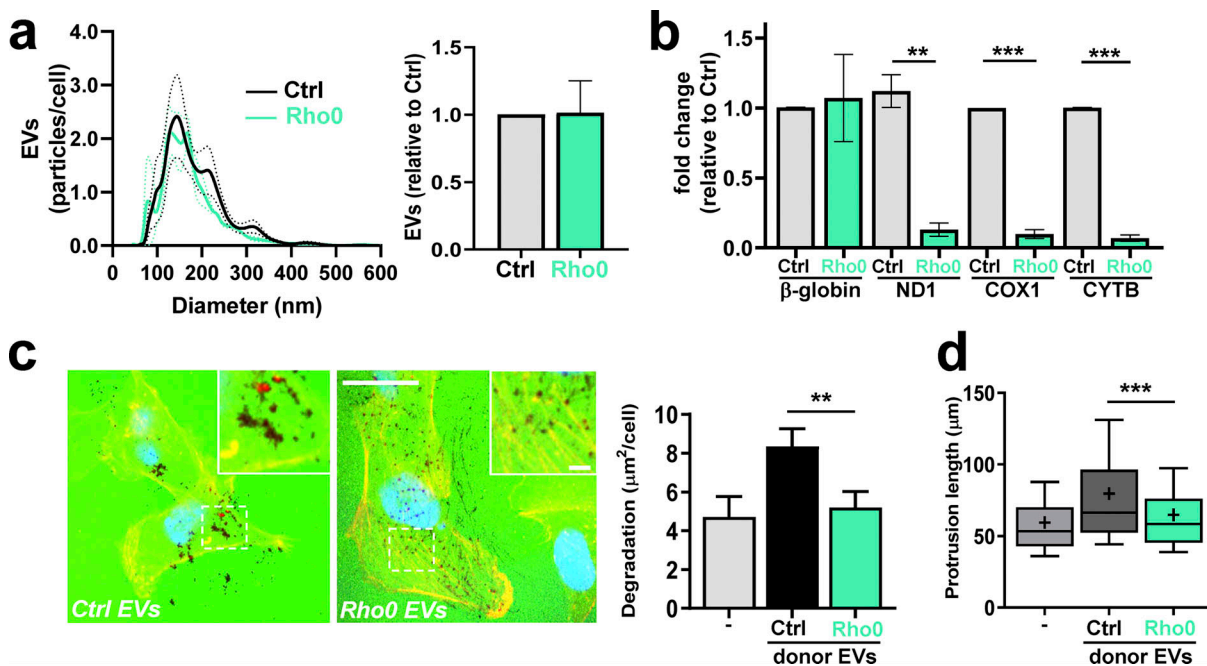 a
EVs
(particles/cell)
4.0
3.0
2.0
1.0
0.0
Ctrl
Rho0
0 100 200 300 400 500 600
Diameter (nm)
EVs (relative to Ctrl)
1.5
1.0
0.5
0.0
Ctrl Rho0
b
fold change
(relative to Ctrl)
1.5
1.0
0.5
0.0
** *** ***
Ctrl Rho0 Ctrl Rho0 Ctrl Rho0 Ctrl Rho0
β-globin ND1 COX1 CYTB
c
Ctrl EVs
Rho0 EVs
Degradation (μm²/cell)
10
8
6
4
2
0
**
- Ctrl Rho0
donor EVs
d
Protrusion length (μm)
150
100
50
0
***
- Ctrl Rho0
donor EVs